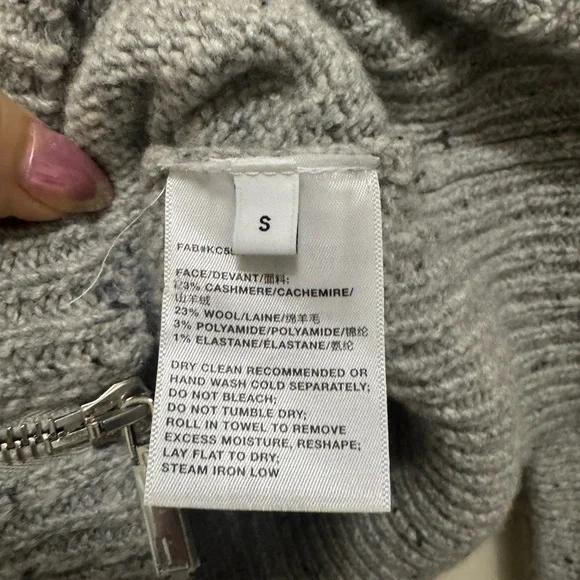 S
FAB#KC5
FACE/DEVANT/面料:
73% CASHMERE/CACHEMIRE/
山羊绒
23% WOOL/LAINE/绵羊毛
3% POLYAMIDE/POLYAMIDE/锦纶
1% ELASTANE/ÉLASTANE/氨纶
DRY CLEAN RECOMMENDED OR
HAND WASH COLD SEPARATELY;
DO NOT BLEACH;
DO NOT TUMBLE DRY;
ROLL IN TOWEL TO REMOVE
EXCESS MOISTURE, RESHAPE;
LAY FLAT TO DRY;
STEAM IRON LOW